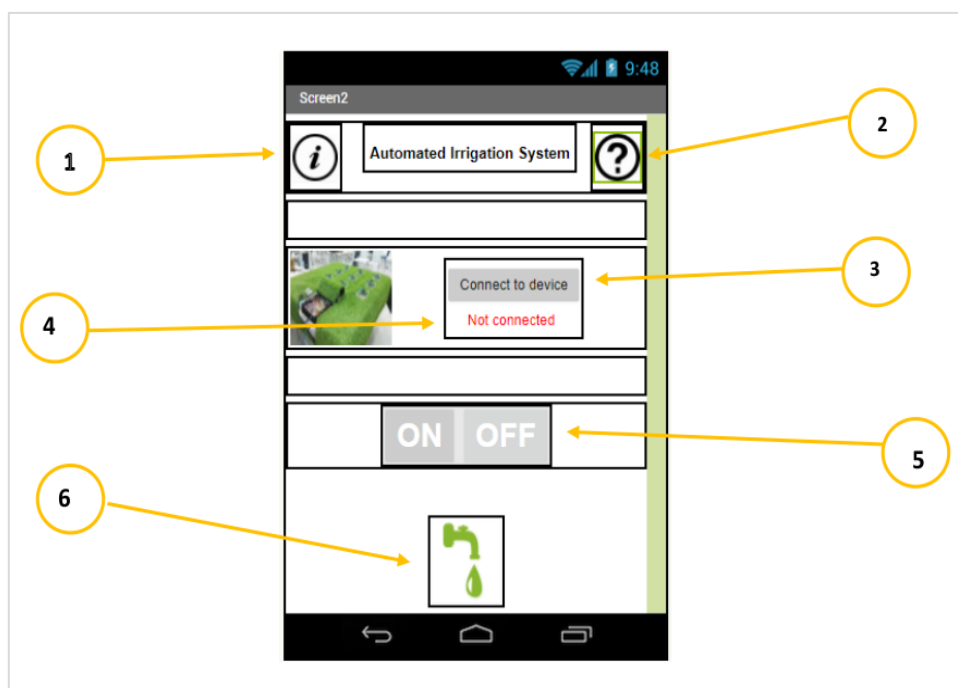 9:48
Screen2
1
2
i
Automated Irrigation System
?
3
Connect to device
4
Not connected
ON OFF
5
6